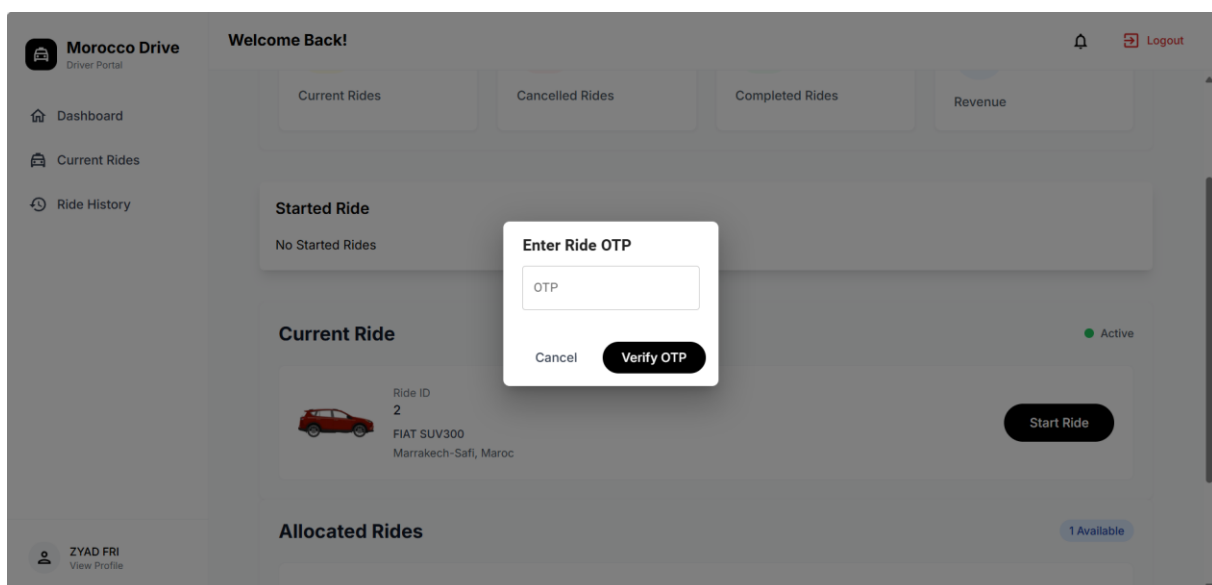 Morocco Drive
Driver Portal
Dashboard
Current Rides
Ride History
ZYAD FRI
View Profile
Welcome Back!
Logout
Current Rides
Cancelled Rides
Completed Rides
Revenue
Started Ride
No Started Rides
Enter Ride OTP
OTP
Cancel
Verify OTP
Current Ride
Active
Ride ID
2
FIAT SUV300
Marrakech-Safi, Maroc
Start Ride
Allocated Rides
1 Available